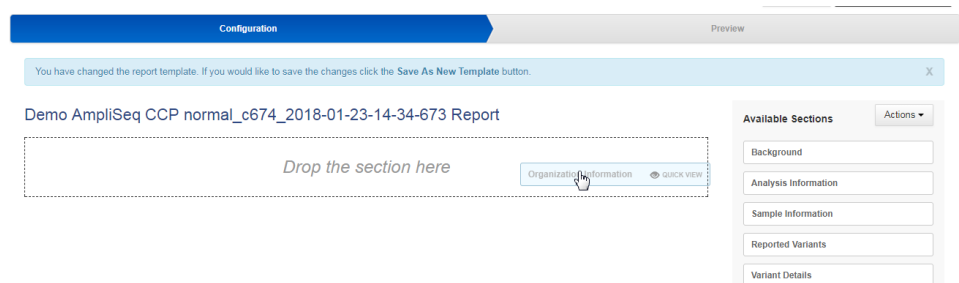 Configuration
Preview
You have changed the report template. If you would like to save the changes click the Save As New Template button.
X
Demo AmpliSeq CCP normal_c674_2018-01-23-14-34-673 Report
Drop the section here
Organization Information
QUICK VIEW
Available Sections
Actions
Background
Analysis Information
Sample Information
Reported Variants
Variant Details